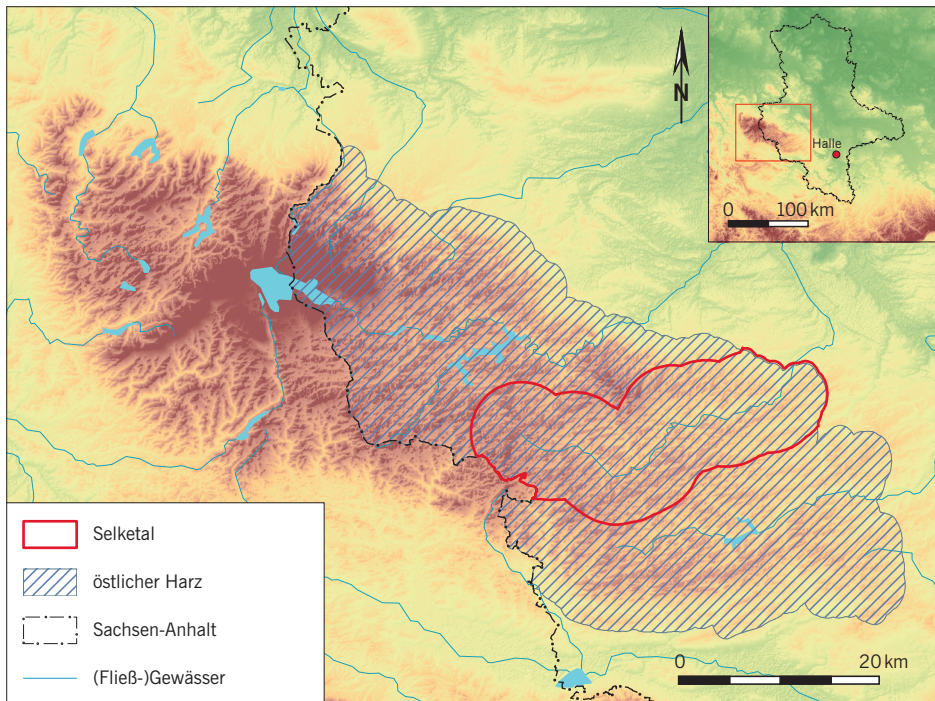 N
Halle
0 100 km
Selketal
östlicher Harz
Sachsen-Anhalt
(Fließ-)Gewässer
0 20 km